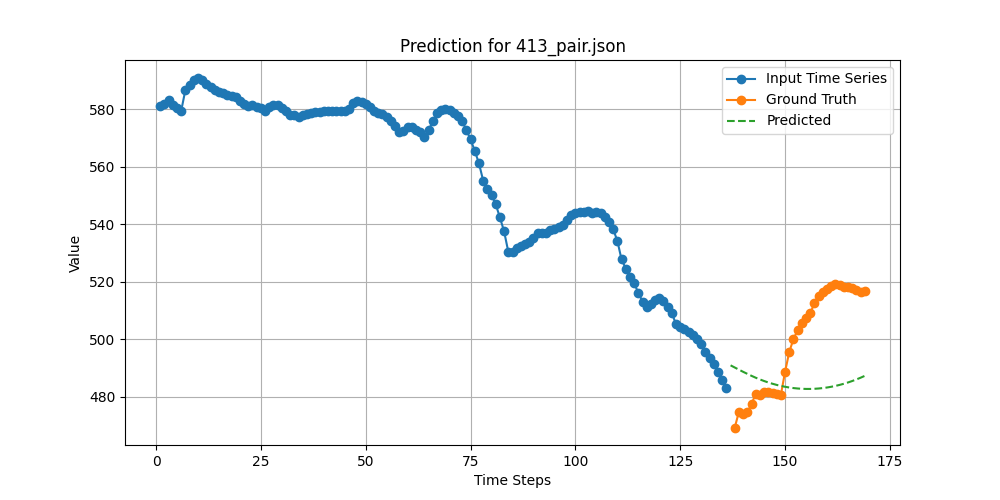 Prediction for 413_pair.json
Input Time Series
Ground Truth
Predicted
580
560
540
520
500
480
Value
0 25 50 75 100 125 150 175
Time Steps